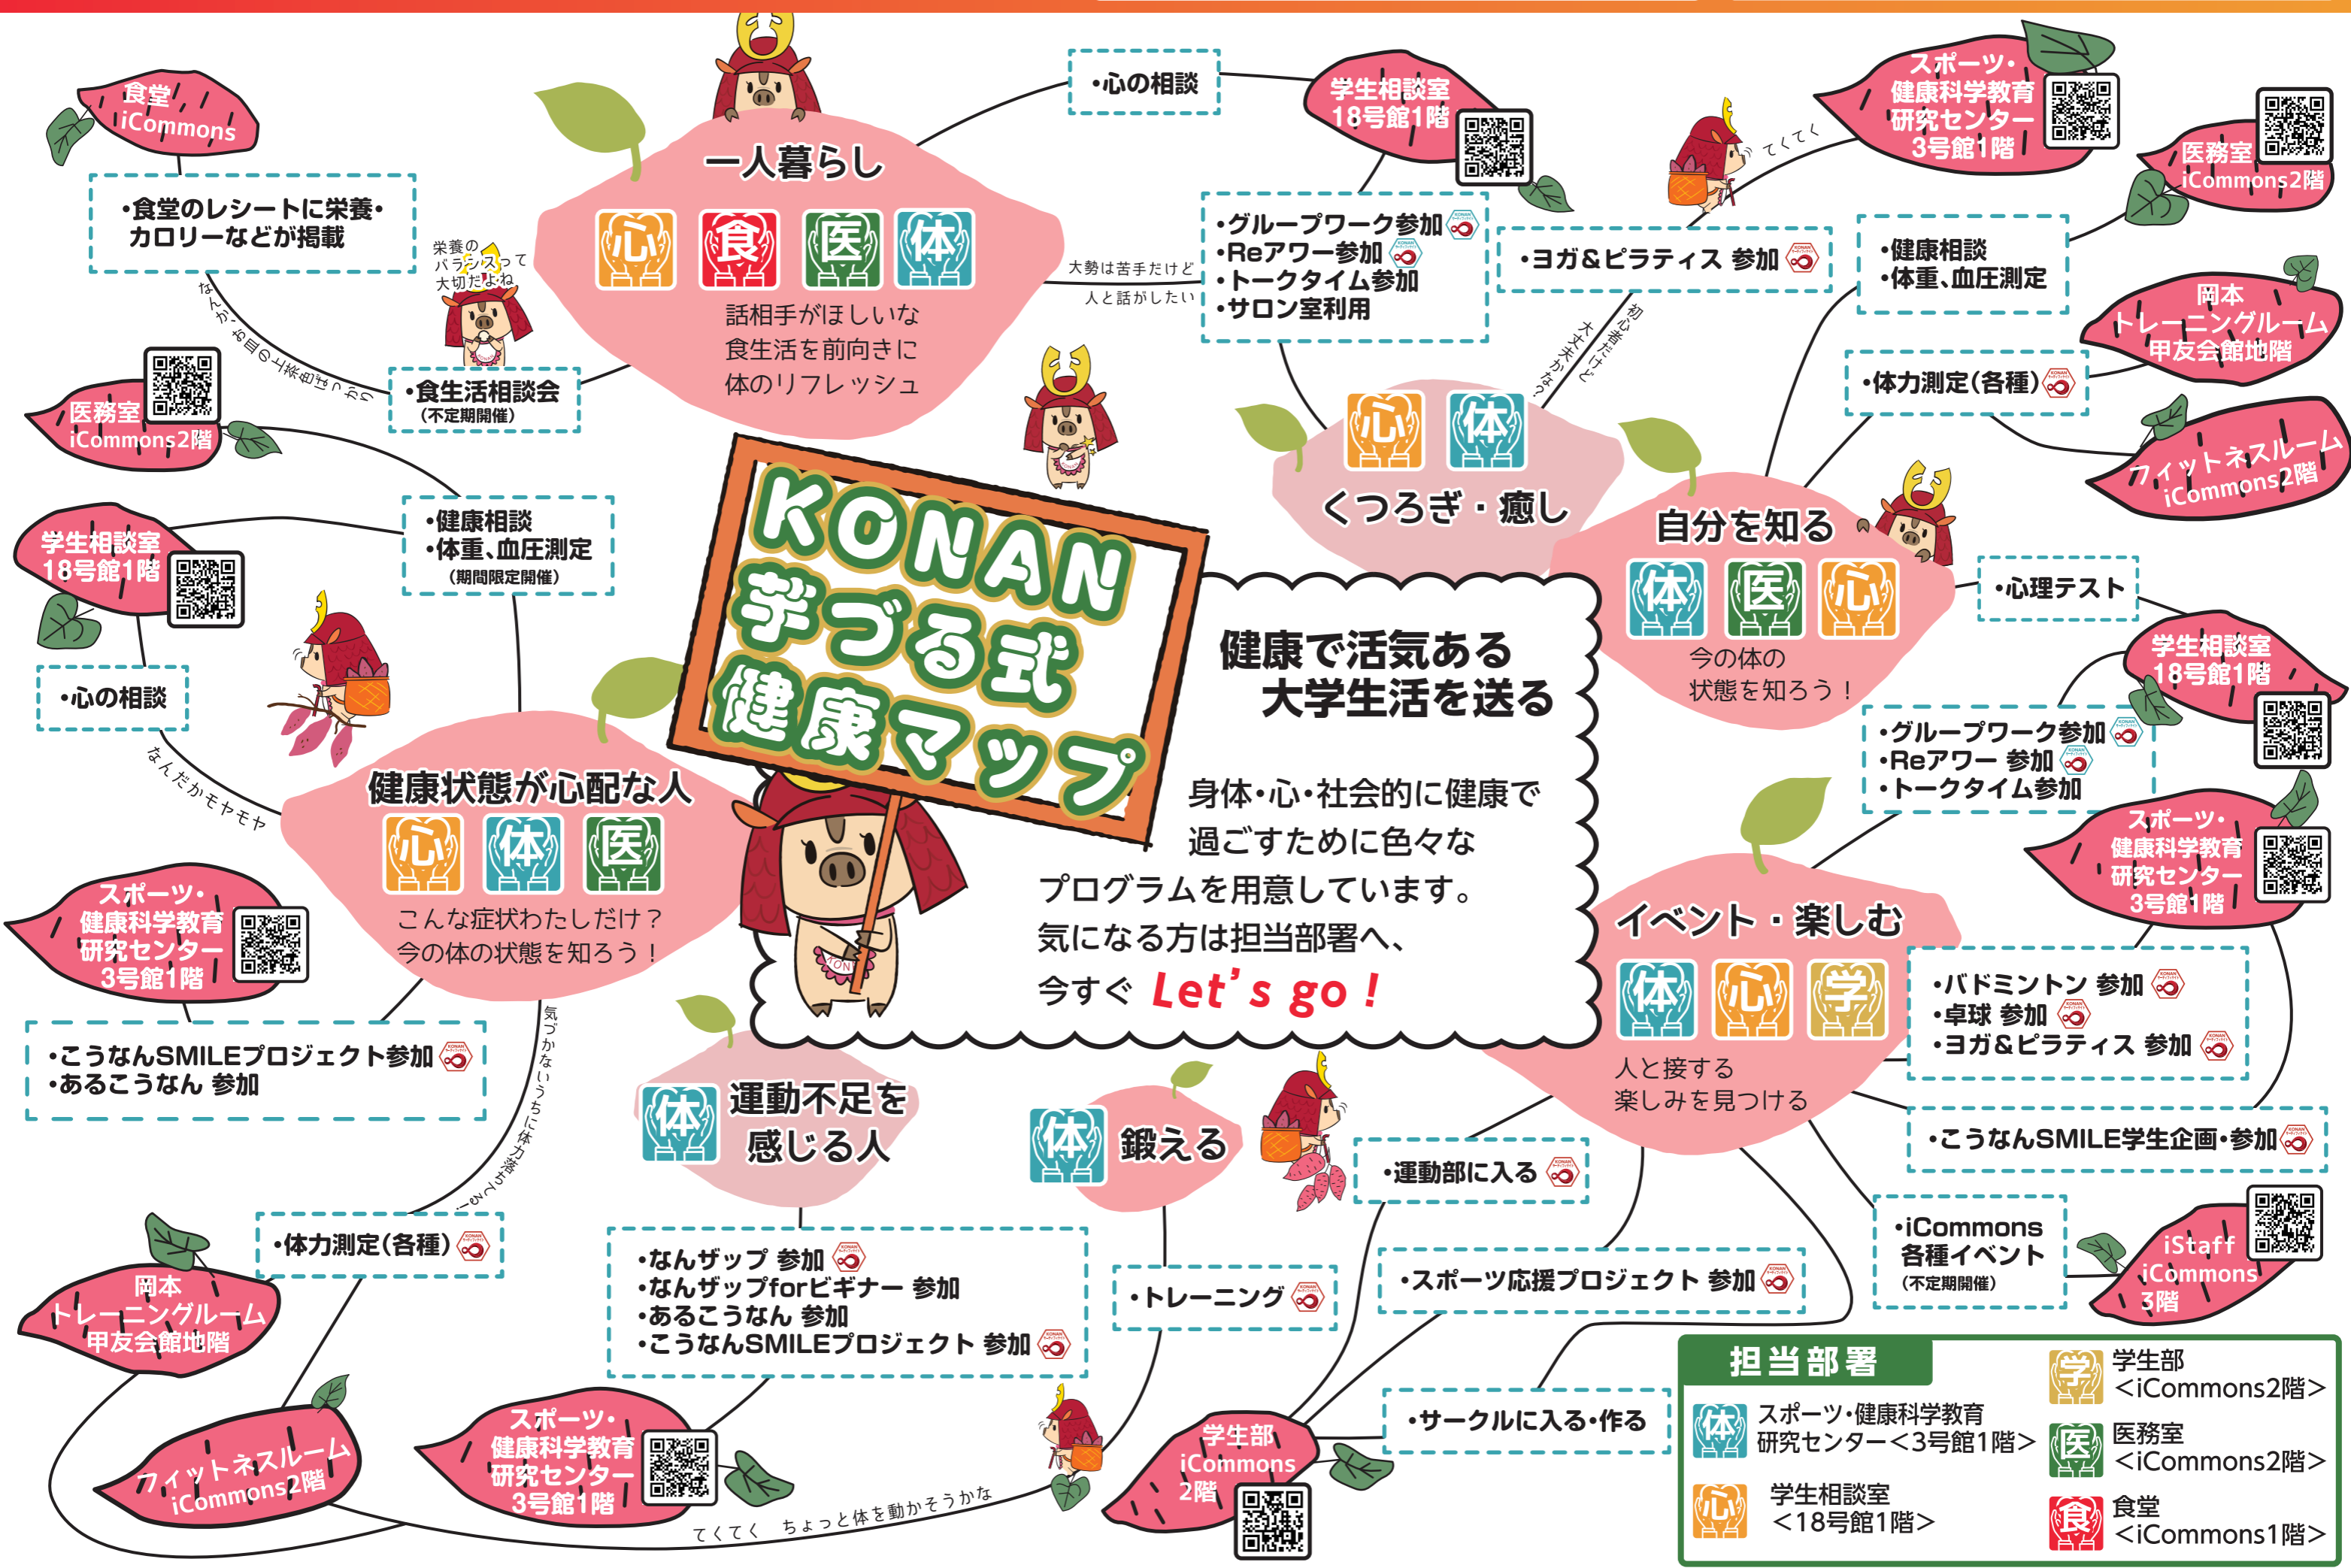 食堂
iCommons
・食堂のレシートに栄養・
カロリーなどが掲載
なんか、お皿の上茶色ばっかり
栄養の
バランスって
大切だよね
・食生活相談会
(不定期開催)
一人暮らし
心 食 医 体
話相手がほしいな
食生活を前向きに
体のリフレッシュ
・心の相談
学生相談室
18号館1階
大勢は苦手だけど
人と話がしたい
・グループワーク参加
・Reアワー参加
・トークタイム参加
・サロン室利用
てくてく
スポーツ・
健康科学教育
研究センター
3号館1階
・ヨガ&ピラティス 参加
初心者だけど
大丈夫かな?
心 体
くつろぎ・癒し
医務室
iCommons2階
・健康相談
・体重、血圧測定
岡本
トレーニングルーム
甲友会館地階
・体力測定(各種)
フィットネスルーム
iCommons2階
自分を知る
体 医 心
今の体の
状態を知ろう!
・心理テスト
学生相談室
18号館1階
・グループワーク参加
・Reアワー 参加
・トークタイム参加
医務室
iCommons2階
・健康相談
・体重、血圧測定
(期間限定開催)
学生相談室
18号館1階
・心の相談
なんだかモヤモヤ
健康状態が心配な人
心 体 医
こんな症状わたしだけ?
今の体の状態を知ろう!
スポーツ・
健康科学教育
研究センター
3号館1階
・こうなんSMILEプロジェクト参加
・あるこうなん 参加
気づかないうちに体力落ちてる!
・体力測定(各種)
岡本
トレーニングルーム
甲友会館地階
フィットネスルーム
iCommons2階
KONAN
芋づる式
健康マップ
健康で活気ある
大学生活を送る
身体・心・社会的に健康で
過ごすために色々な
プログラムを用意しています。
気になる方は担当部署へ、
今すぐ Let's go !
体
運動不足を
感じる人
・なんザップ 参加
・なんザップforビギナー 参加
・あるこうなん 参加
・こうなんSMILEプロジェクト 参加
スポーツ・
健康科学教育
研究センター
3号館1階
体
鍛える
・トレーニング
てくてく ちょっと体を動かそうかな
イベント・楽しむ
体 心 学
人と接する
楽しみを見つける
スポーツ・
健康科学教育
研究センター
3号館1階
・バドミントン 参加
・卓球 参加
・ヨガ&ピラティス 参加
・こうなんSMILE学生企画・参加
・iCommons
各種イベント
(不定期開催)
iStaff
iCommons
3階
・運動部に入る
・スポーツ応援プロジェクト 参加
・サークルに入る・作る
学生部
iCommons
2階
担当部署
体 スポーツ・健康科学教育
研究センター<3号館1階>
心 学生相談室
<18号館1階>
学 学生部
<iCommons2階>
医 医務室
<iCommons2階>
食 食堂
<iCommons1階>